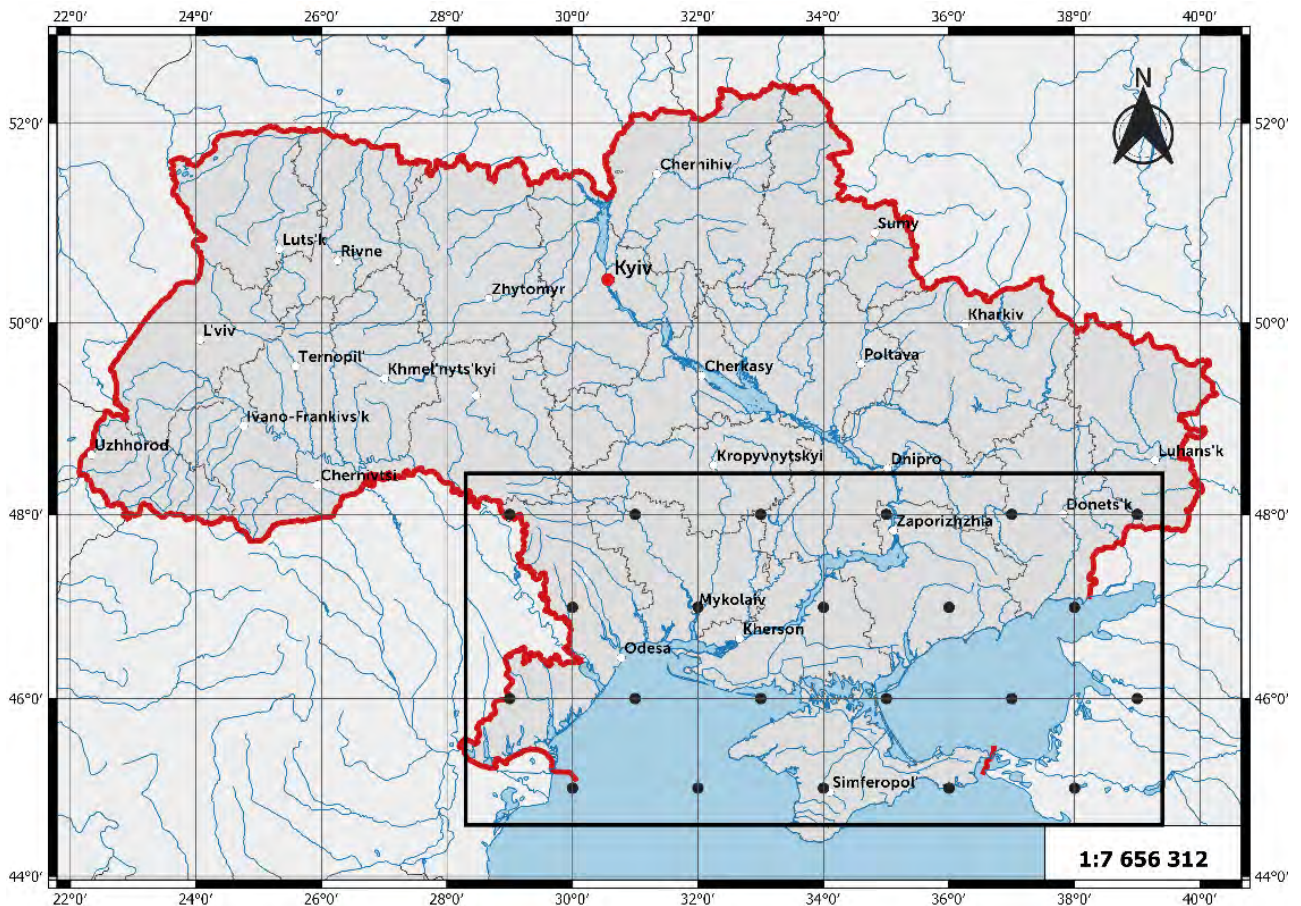 22°0' 24°0' 26°0' 28°0' 30°0' 32°0' 34°0' 36°0' 38°0' 40°0'
N
52°0' 52°0'
Chernihiv
Sumy
Luts'k
Rivne
Kyiv
Zhytomyr
Kharkiv
50°0' 50°0'
L'viv
Ternopil'
Poltava
Khmel'nyts'kyi
Cherkasy
Ivano-Frankivs'k
Uzhhorod
Kropyvnytskyi
Dnipro
Luhans'k
Chernivtsi
48°0' 48°0'
Donets'k
Zaporizhzhia
Mykolaiv
Kherson
Odesa
46°0' 46°0'
Simferopol'
1:7 656 312
44°0' 44°0'
22°0' 24°0' 26°0' 28°0' 30°0' 32°0' 34°0' 36°0' 38°0' 40°0'